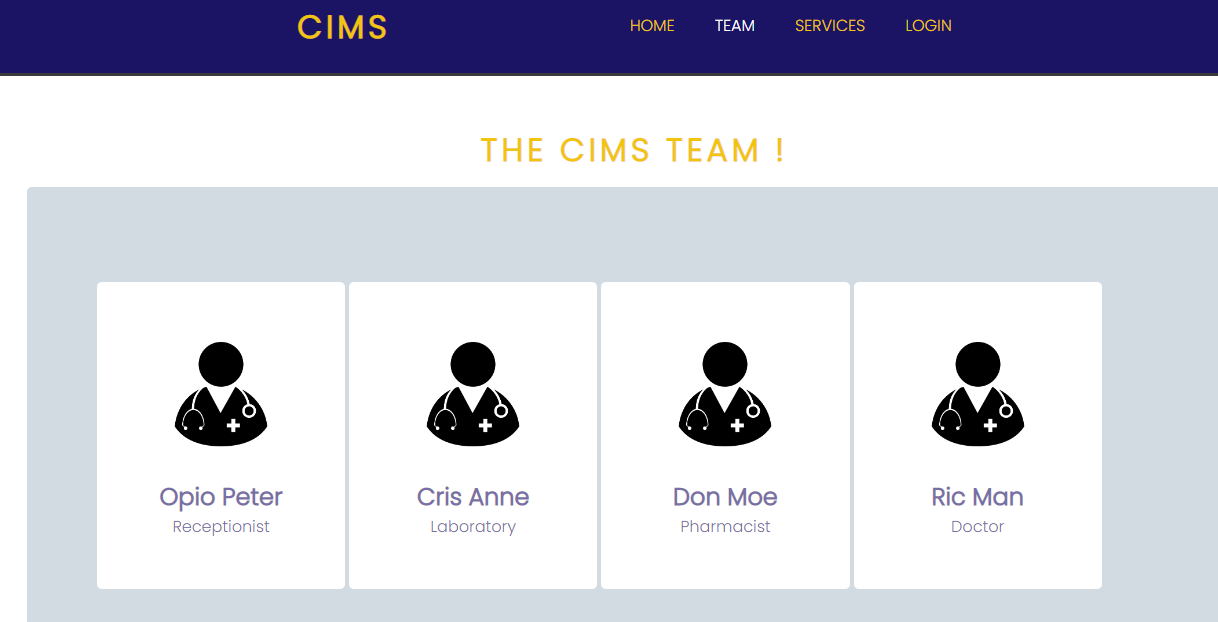 CIMS
HOME TEAM SERVICES LOGIN
THE CIMS TEAM !
Opio Peter
Receptionist
Cris Anne
Laboratory
Don Moe
Pharmacist
Ric Man
Doctor